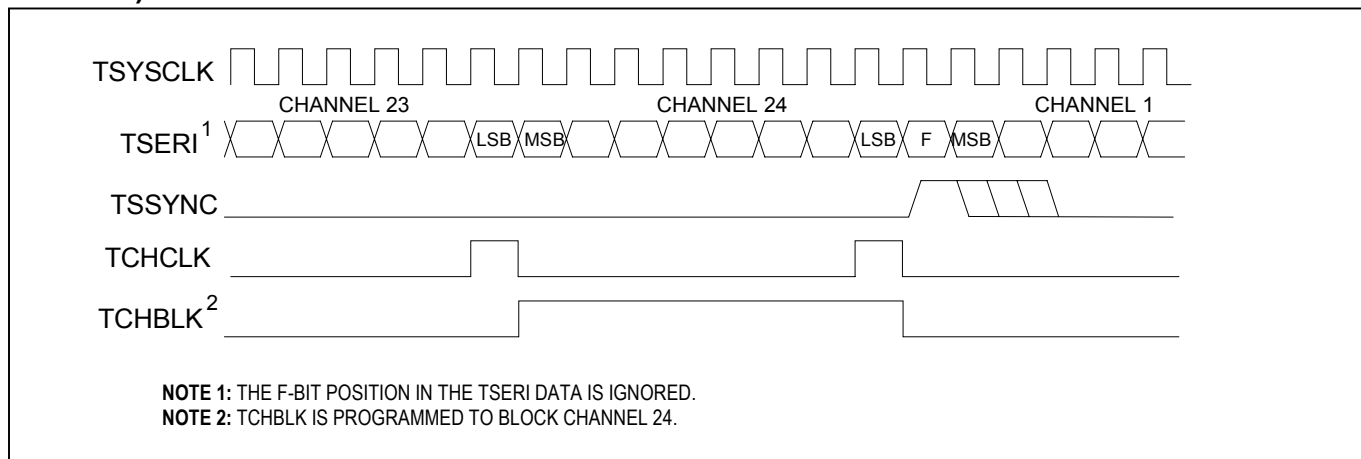 TSYSCLK
CHANNEL 23 CHANNEL 24 CHANNEL 1
TSERI1 LSB MSB LSB F MSB
TSSYNC
TCHCLK
TCHBLK2
NOTE 1: THE F-BIT POSITION IN THE TSERI DATA IS IGNORED.
NOTE 2: TCHBLK IS PROGRAMMED TO BLOCK CHANNEL 24.